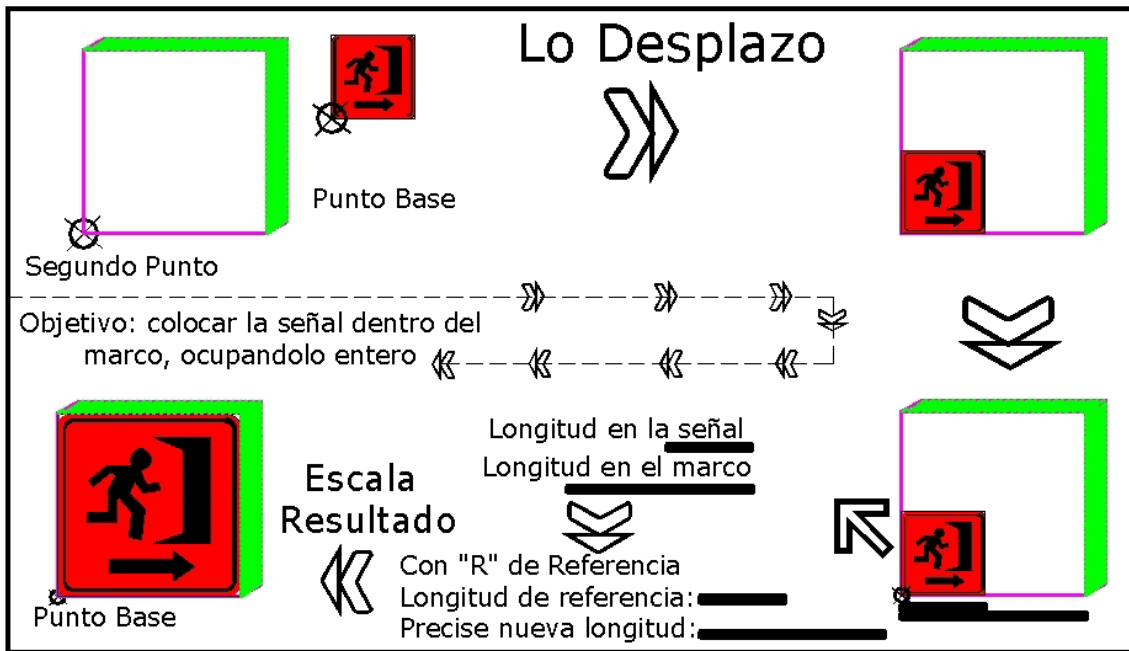 Lo Desplazo
Punto Base
Segundo Punto
Objetivo: colocar la señal dentro del
marco, ocupandolo entero
Longitud en la señal
Longitud en el marco
Escala
Resultado
Con "R" de Referencia
Longitud de referencia:
Precise nueva longitud:
Punto Base